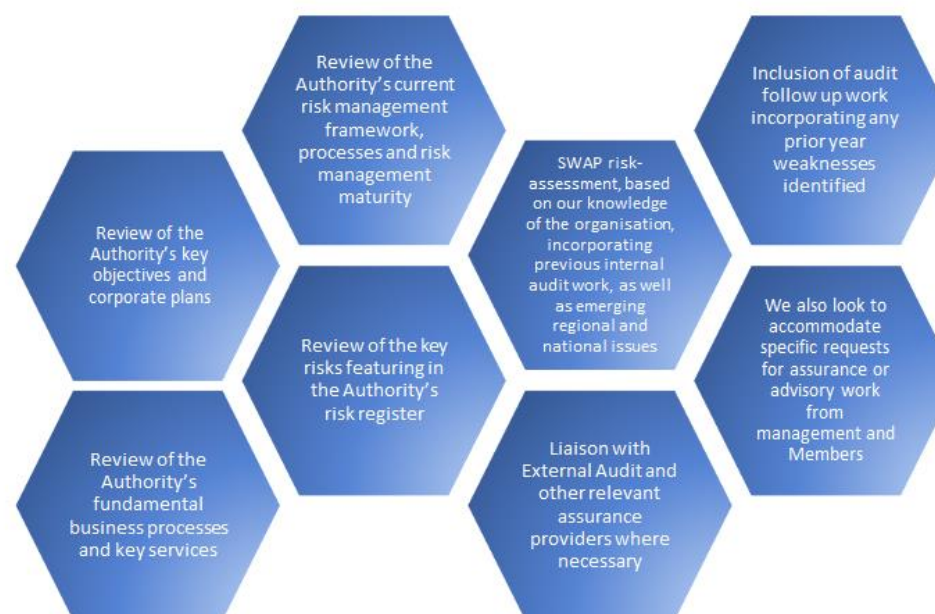 Review of the
Authority's current
risk management
framework,
processes and risk
management
maturity
Inclusion of audit
follow up work
incorporating any
prior year
weaknesses
identified
SWAP risk-
assessment, based
on our knowledge
of the organisation,
incorporating
previous internal
audit work, as well
as emerging
regional and
national issues
Review of the
Authority's key
objectives and
corporate plans
Review of the key
risks featuring in
the Authority's
risk register
We also look to
accommodate
specific requests
for assurance or
advisory work
from
management and
Members
Review of the
Authority's
fundamental
business processes
and key services
Liaison with
External Audit and
other relevant
assurance
providers where
necessary